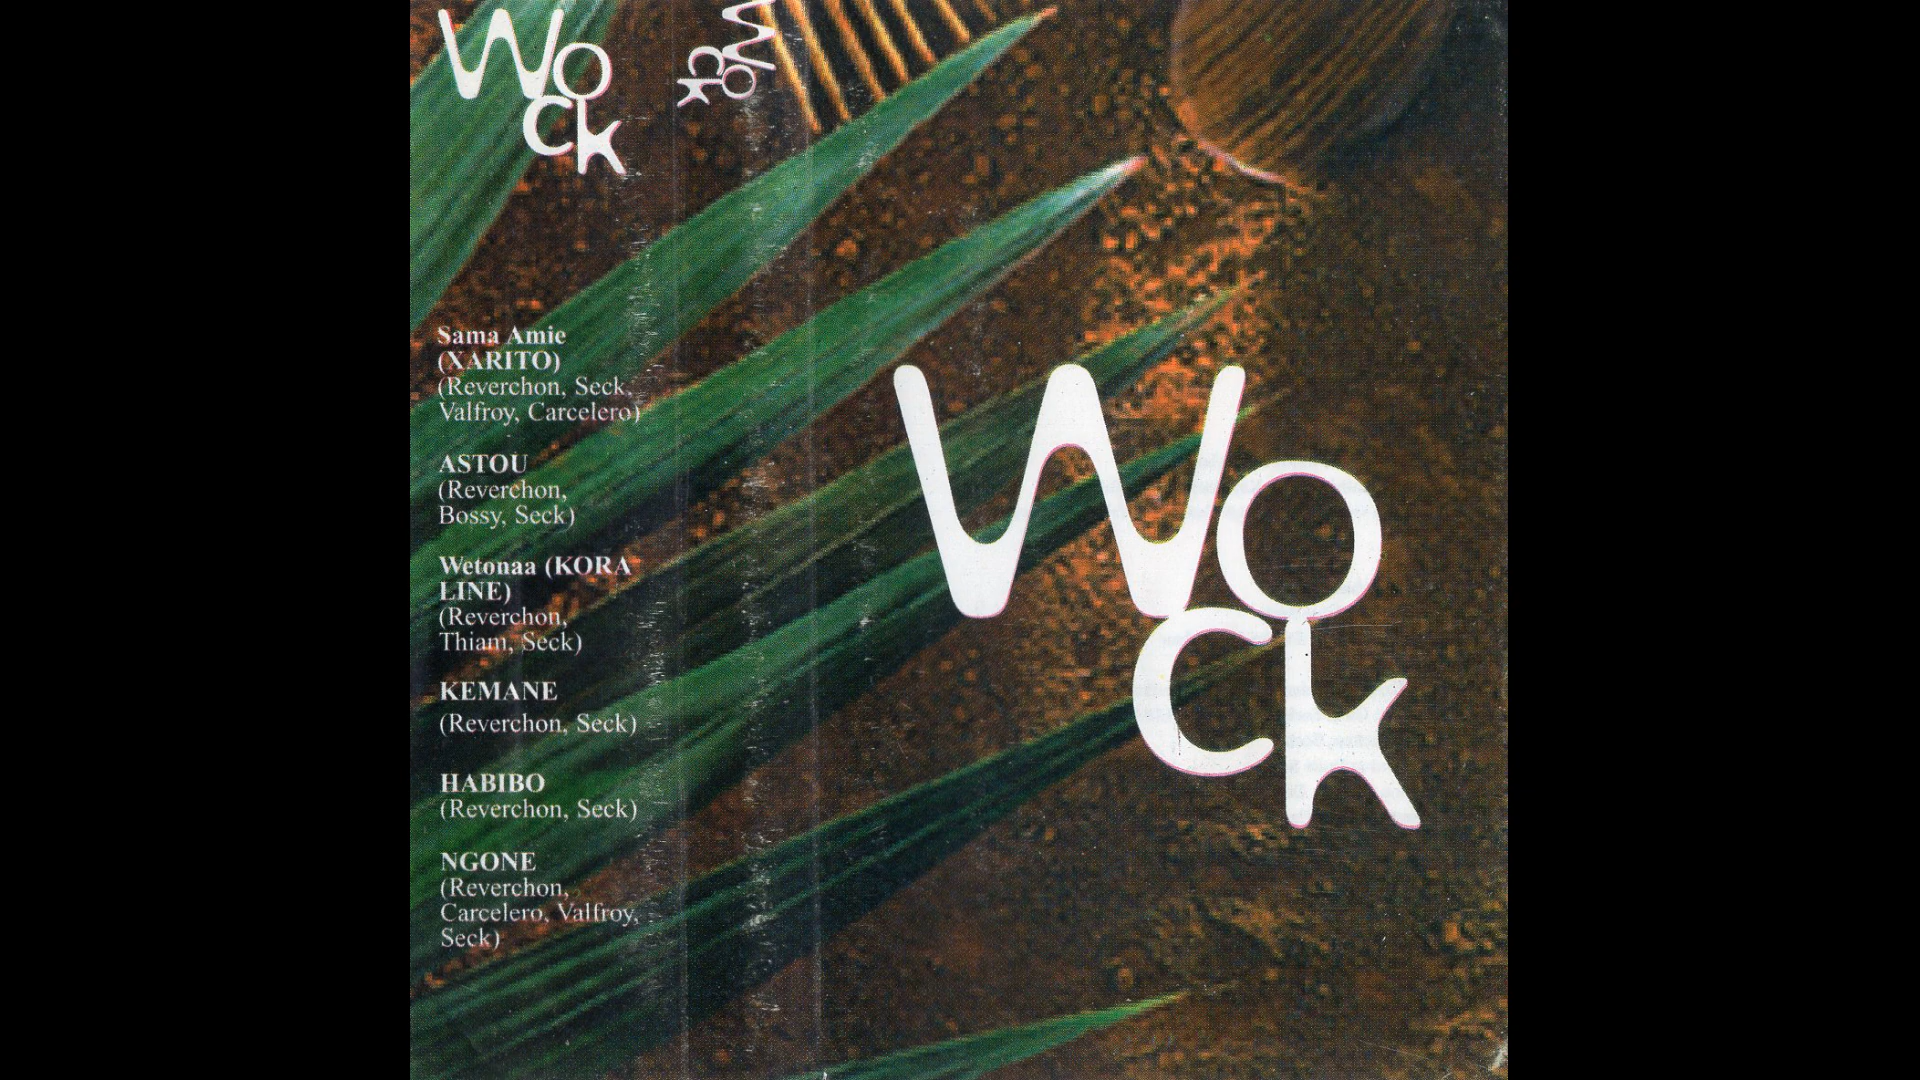 Wock
Wock
Sama Amie
(XARITO)
(Reverchon, Seck,
Valfroy, Carcelero)
ASTOU
(Reverchon,
Bossy, Seck)
Wetonaa (KORA
LINE)
(Reverchon,
Thiam, Seck)
KEMANE
(Reverchon, Seck)
HABIBO
(Reverchon, Seck)
NGONE
(Reverchon,
Carcelero, Valfroy,
Seck)
Wock